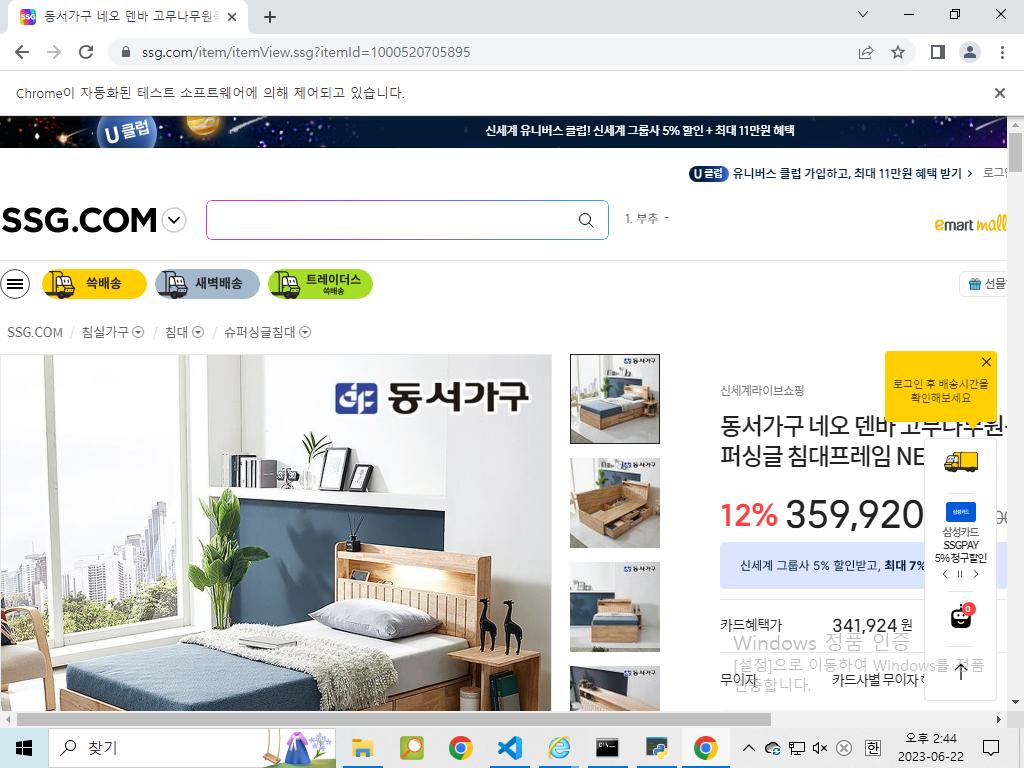 동서가구 네오 덴바 고무나무원목
ssg.com/item/itemView.ssg?itemId=1000520705895
Chrome이 자동화된 테스트 소프트웨어에 의해 제어되고 있습니다.
U 클럽
신세계 유니버스 클럽! 신세계 그룹사 5% 할인 + 최대 11만원 혜택
U 클럽 유니버스 클럽 가입하고, 최대 11만원 혜택 받기 > 로그인
SSG.COM
1. 부추 -
emart mall
쓱배송
새벽배송
트레이더스
쓱배송
선물
SSG.COM / 침실가구 / 침대 / 슈퍼싱글침대
동서가구
로그인 후 배송시간을
확인해보세요
신세계라이브쇼핑
동서가구 네오 덴바 고무나무원
퍼싱글 침대프레임 NE
12% 359,920
삼성카드
삼성카드
SSGPAY
5% 청구할인
신세계 그룹사 5% 할인받고, 최대 7%
카드혜택가 341,924 원
0
Windows 정품 인증
[설정]으로 이동하여 Windows를 정품
인증합니다.
무이자 카드사별 무이자
찾기
한
오후 2:44
2023-06-22